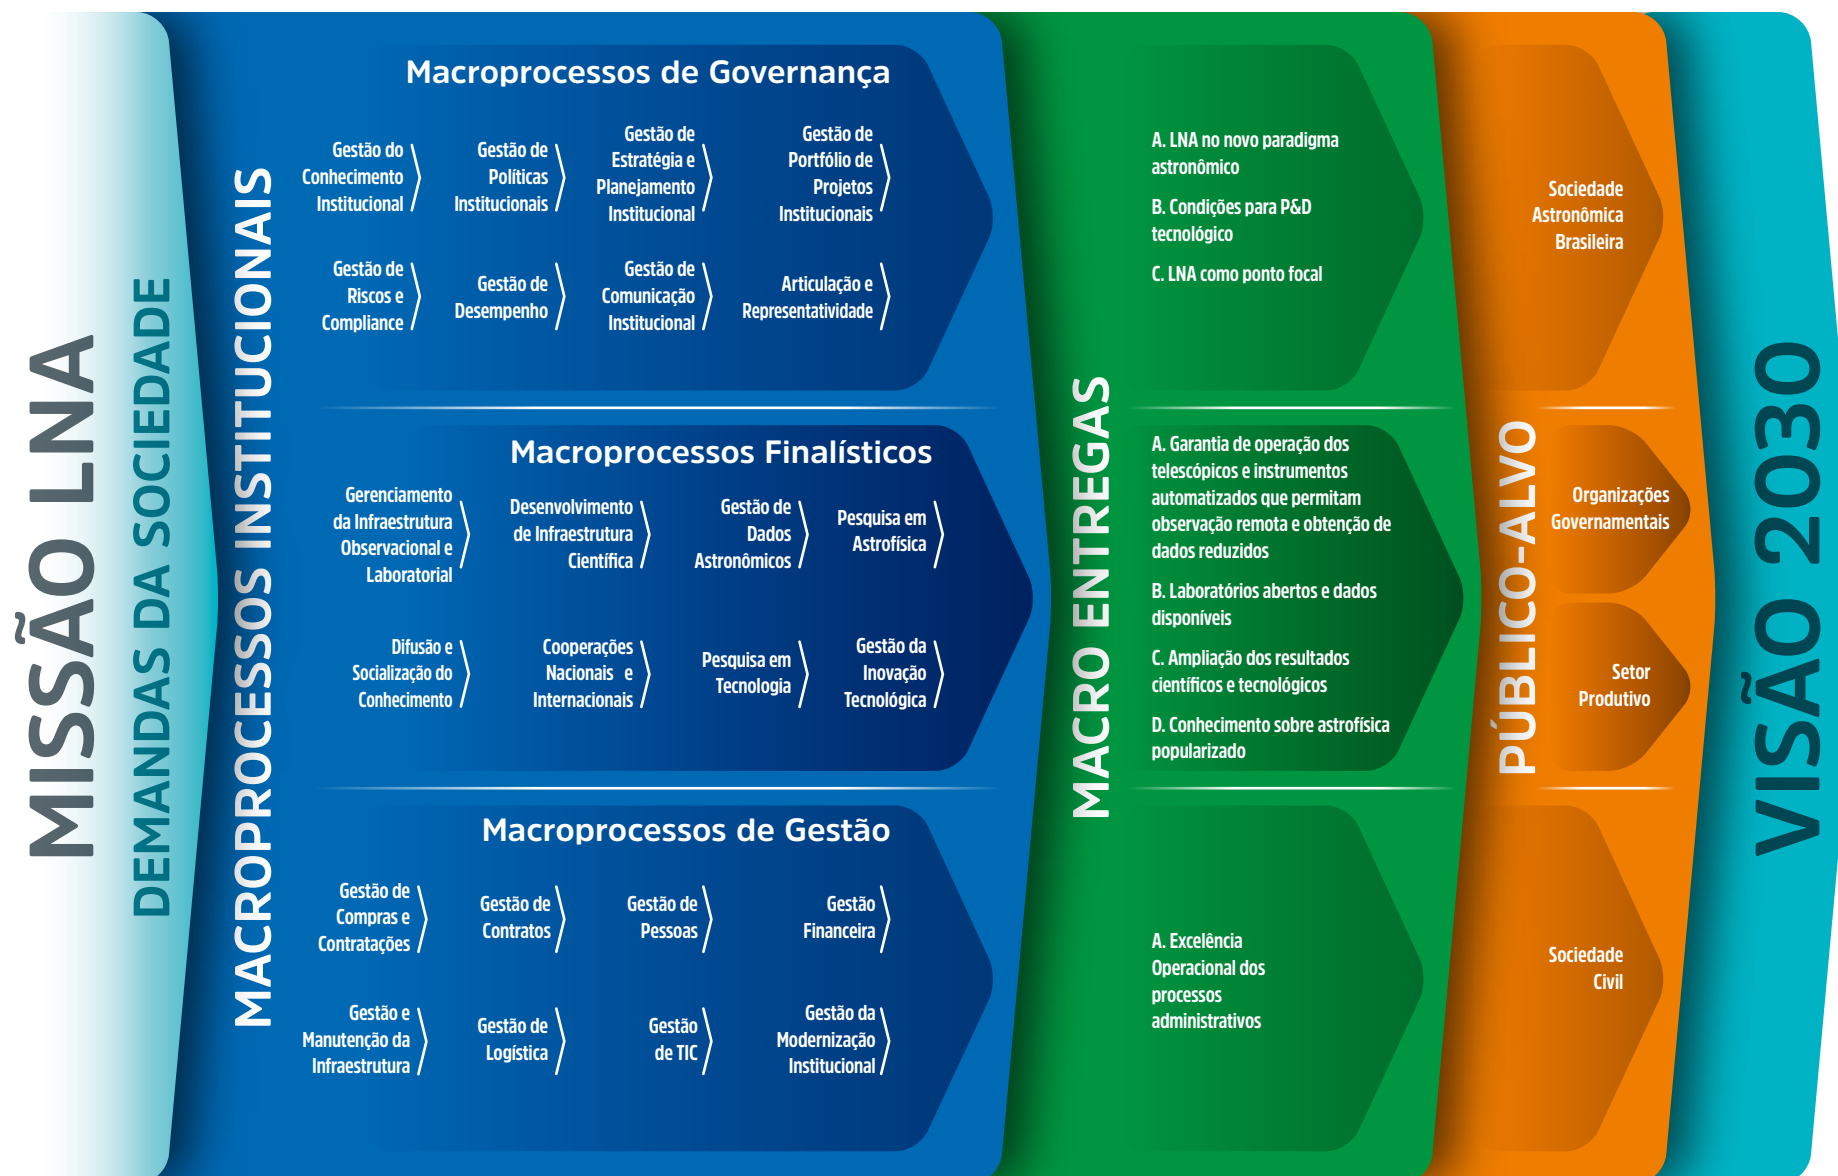 MISSÃO LNA
DEMANDAS DA SOCIEDADE
MACROPROCESSOS INSTITUCIONAIS
Macroprocessos de Governança
Gestão do
Conhecimento
Institucional
Gestão de
Políticas
Institucionais
Gestão de
Estratégia e
Planejamento
Institucional
Gestão de
Portfólio de
Projetos
Institucionais
Gestão de
Riscos e
Compliance
Gestão de
Desempenho
Gestão de
Comunicação
Institucional
Articulação e
Representatividade
Macroprocessos Finalísticos
Gerenciamento
da Infraestrutura
Observacional e
Laboratorial
Desenvolvimento
de Infraestrutura
Científica
Gestão de
Dados
Astronômicos
Pesquisa em
Astrofísica
Difusão e
Socialização do
Conhecimento
Cooperações
Nacionais e
Internacionais
Pesquisa em
Tecnologia
Gestão da
Inovação
Tecnológica
Macroprocessos de Gestão
Gestão de
Compras e
Contratações
Gestão de
Contratos
Gestão de
Pessoas
Gestão
Financeira
Gestão e
Manutenção da
Infraestrutura
Gestão de
Logística
Gestão
de TIC
Gestão da
Modernização
Institucional
MACRO ENTREGAS
A. LNA no novo paradigma
astronômico
B. Condições para P&D
tecnológico
C. LNA como ponto focal
A. Garantia de operação dos
telescópicos e instrumentos
automatizados que permitam
observação remota e obtenção de
dados reduzidos
B. Laboratórios abertos e dados
disponíveis
C. Ampliação dos resultados
científicos e tecnológicos
D. Conhecimento sobre astrofísica
popularizado
A. Excelência
Operacional dos
processos
administrativos
PÚBLICO-ALVO
Sociedade
Astronômica
Brasileira
Organizações
Governamentais
Setor
Produtivo
Sociedade
Civil
VISÃO 2030